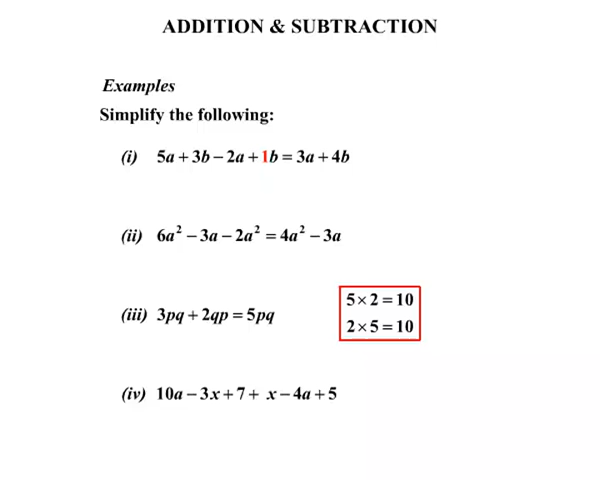 ADDITION & SUBTRACTION
Examples
Simplify the following:
(i) 5a + 3b − 2a + 1b = 3a + 4b
(ii) 6a² − 3a − 2a² = 4a² − 3a
(iii) 3pq + 2qp = 5pq
5 × 2 = 10
2 × 5 = 10
(iv) 10a − 3x + 7 + x − 4a + 5